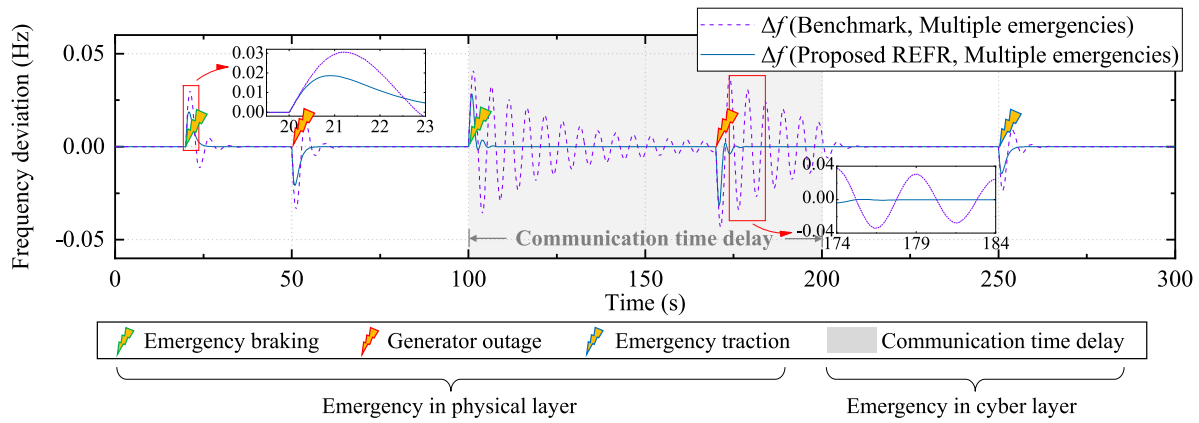 Δf (Benchmark, Multiple emergencies)
Δf (Proposed REFR, Multiple emergencies)
Frequency deviation (Hz)
0.05
0.00
-0.05
0.03
0.02
0.01
0.00
20 21 22 23
0.04
0.00
-0.04
174 179 184
Communication time delay
0 50 100 150 200 250 300
Time (s)
Emergency braking Generator outage Emergency traction Communication time delay
Emergency in physical layer Emergency in cyber layer